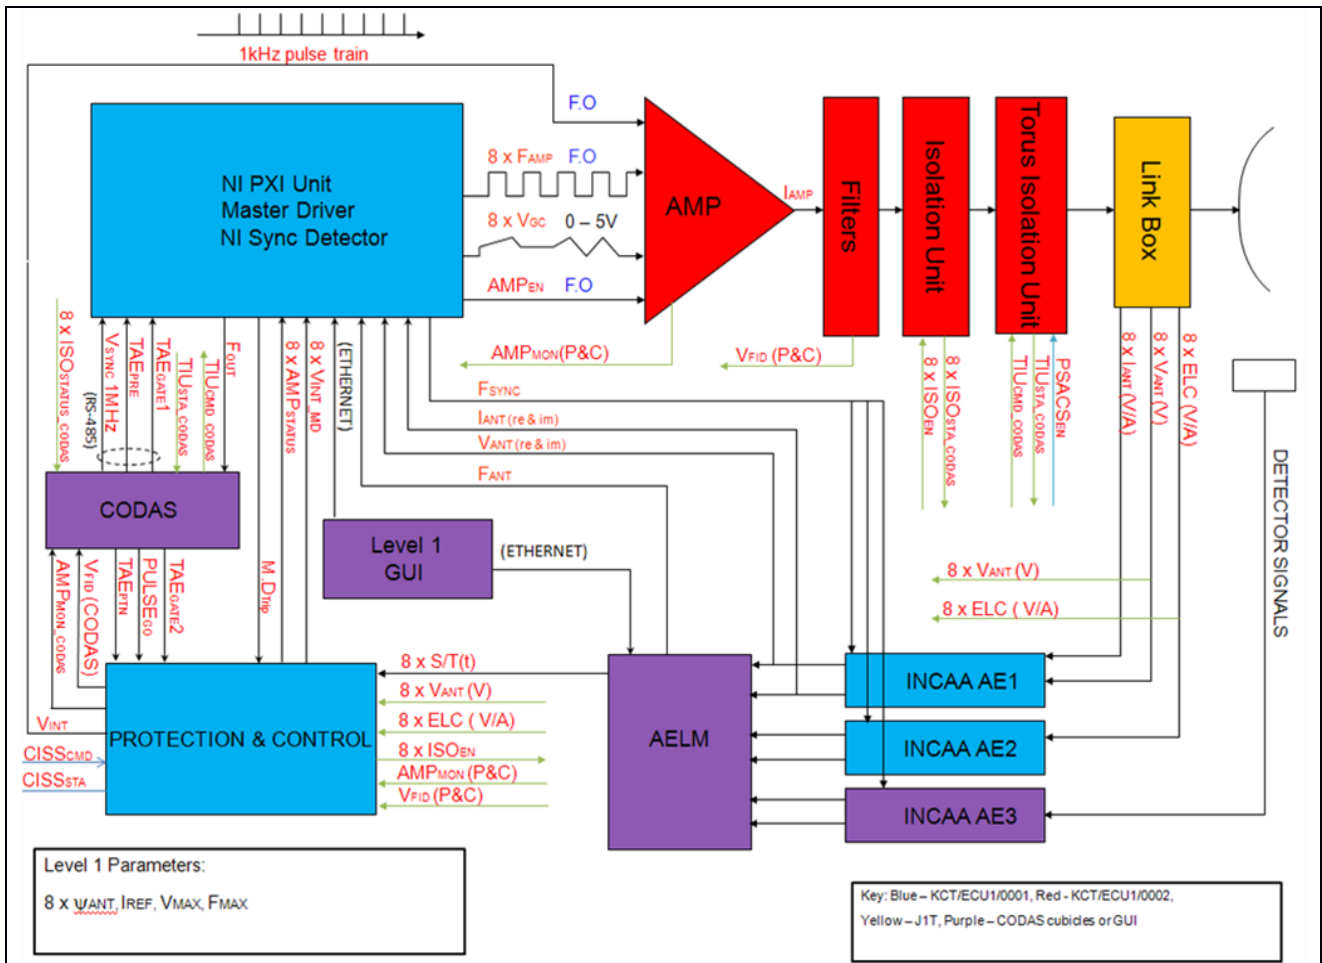 1kHz pulse train
F.O
8 x FAMP F.O
8 x VGC 0 – 5V
AMPEN F.O
NI PXI Unit
Master Driver
NI Sync Detector
AMP
IAMP
Filters
Isolation Unit
Torus Isolation Unit
Link Box
AMPMON(P&C)
VFID (P&C)
8 x ISOSTATUS_CODAS
VSYNC 1MHz
(RS-485)
TAEPRE
TAEGATE1
TIUSTA_CODAS
TIUCMD_CODAS
FOUT
8 x AMPSTATUS
8 x VINT_MD
(ETHERNET)
FSYNC
IANT (re & im)
VANT (re & im)
FANT
8 x ISOEN
8 x ISOSTA_CODAS
TIUCMD_CODAS
TIUSTA_CODAS
PSACSEN
8 x IANT (V/A)
8 x VANT (V)
8 x ELC (V/A)
DETECTOR SIGNALS
CODAS
Level 1
GUI
(ETHERNET)
M.DTrip
AMPMON_CODAS
VFID (CODAS)
TAEPTN
PULSEGO
TAEGATE2
8 x VANT (V)
8 x ELC ( V/A)
VINT
CISSCMD
CISSSTA
PROTECTION & CONTROL
8 x S/T(t)
8 x VANT (V)
8 x ELC ( V/A)
8 x ISOEN
AMPMON (P&C)
VFID (P&C)
AELM
INCAA AE1
INCAA AE2
INCAA AE3
Level 1 Parameters:
8 x ψANT, IREF, VMAX, FMAX
Key: Blue – KCT/ECU1/0001, Red - KCT/ECU1/0002,
Yellow – J1T, Purple – CODAS cubicles or GUI